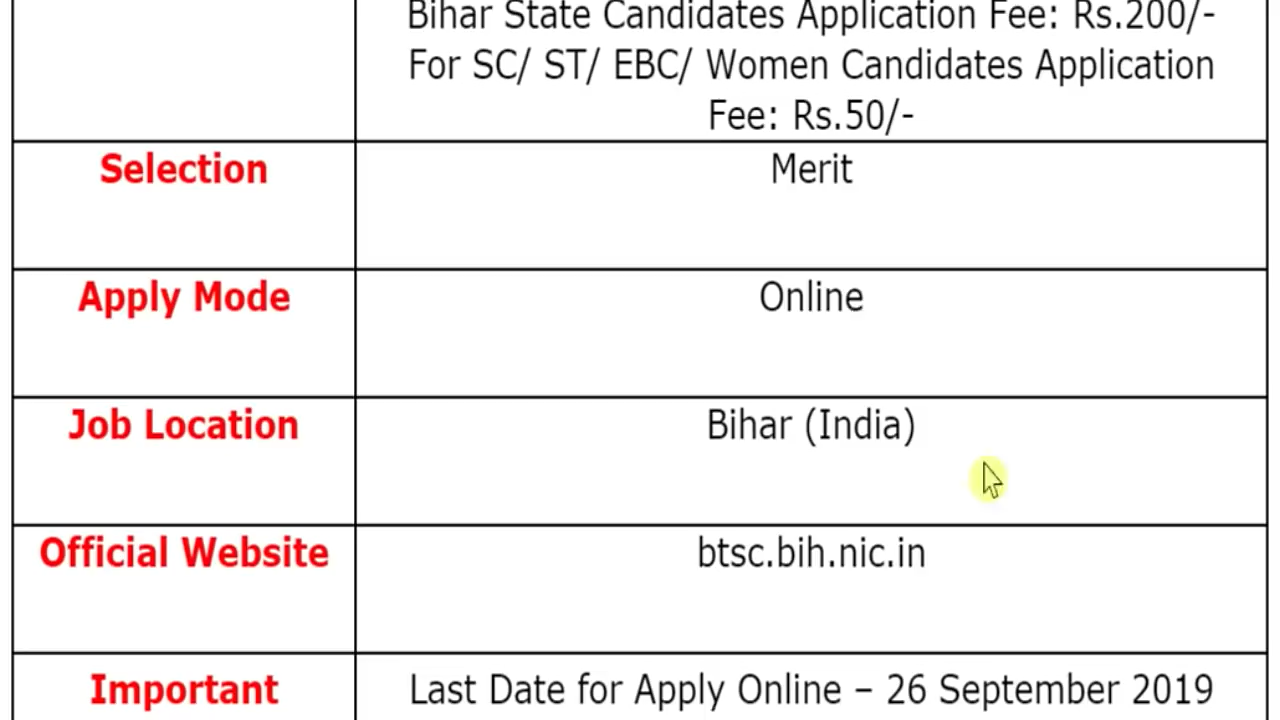 Bihar State Candidates Application Fee: Rs.200/-
For SC/ ST/ EBC/ Women Candidates Application
Fee: Rs.50/-
Selection
Merit
Apply Mode
Online
Job Location
Bihar (India)
Official Website
btsc.bih.nic.in
Important
Last Date for Apply Online – 26 September 2019